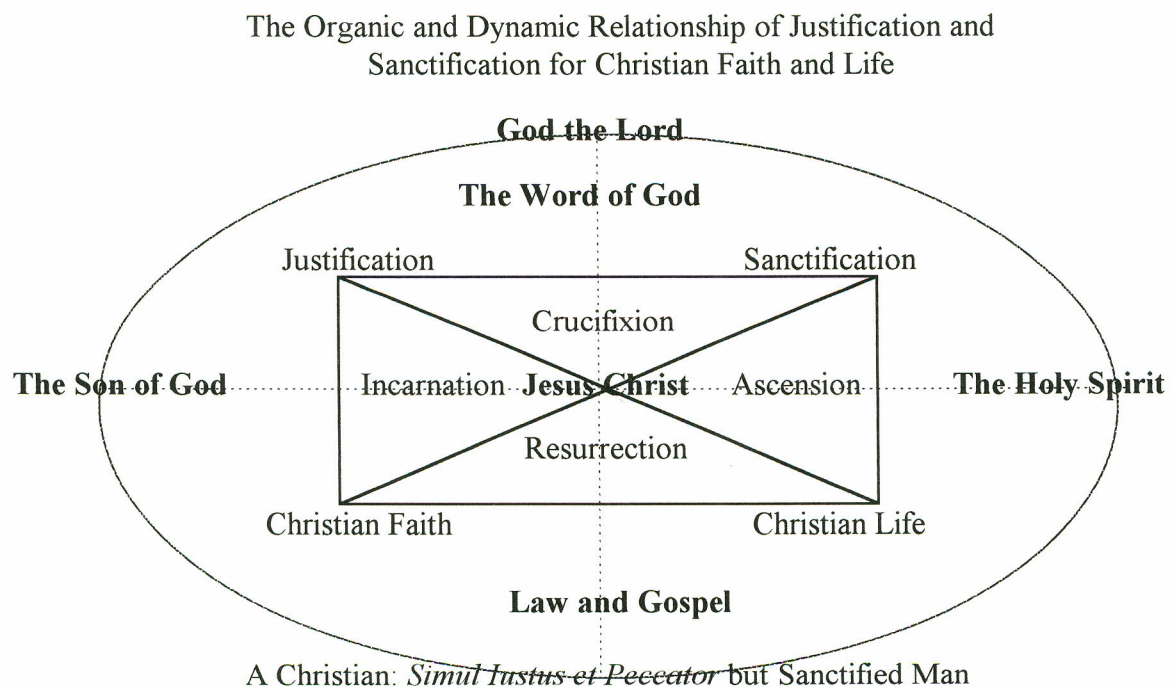 The Organic and Dynamic Relationship of Justification and
Sanctification for Christian Faith and Life
God the Lord
The Word of God
Justification
Sanctification
Crucifixion
The Son of God
Incarnation
Jesus Christ
Ascension
The Holy Spirit
Resurrection
Christian Faith
Christian Life
Law and Gospel
A Christian: Simul Iustus et Peccator but Sanctified Man